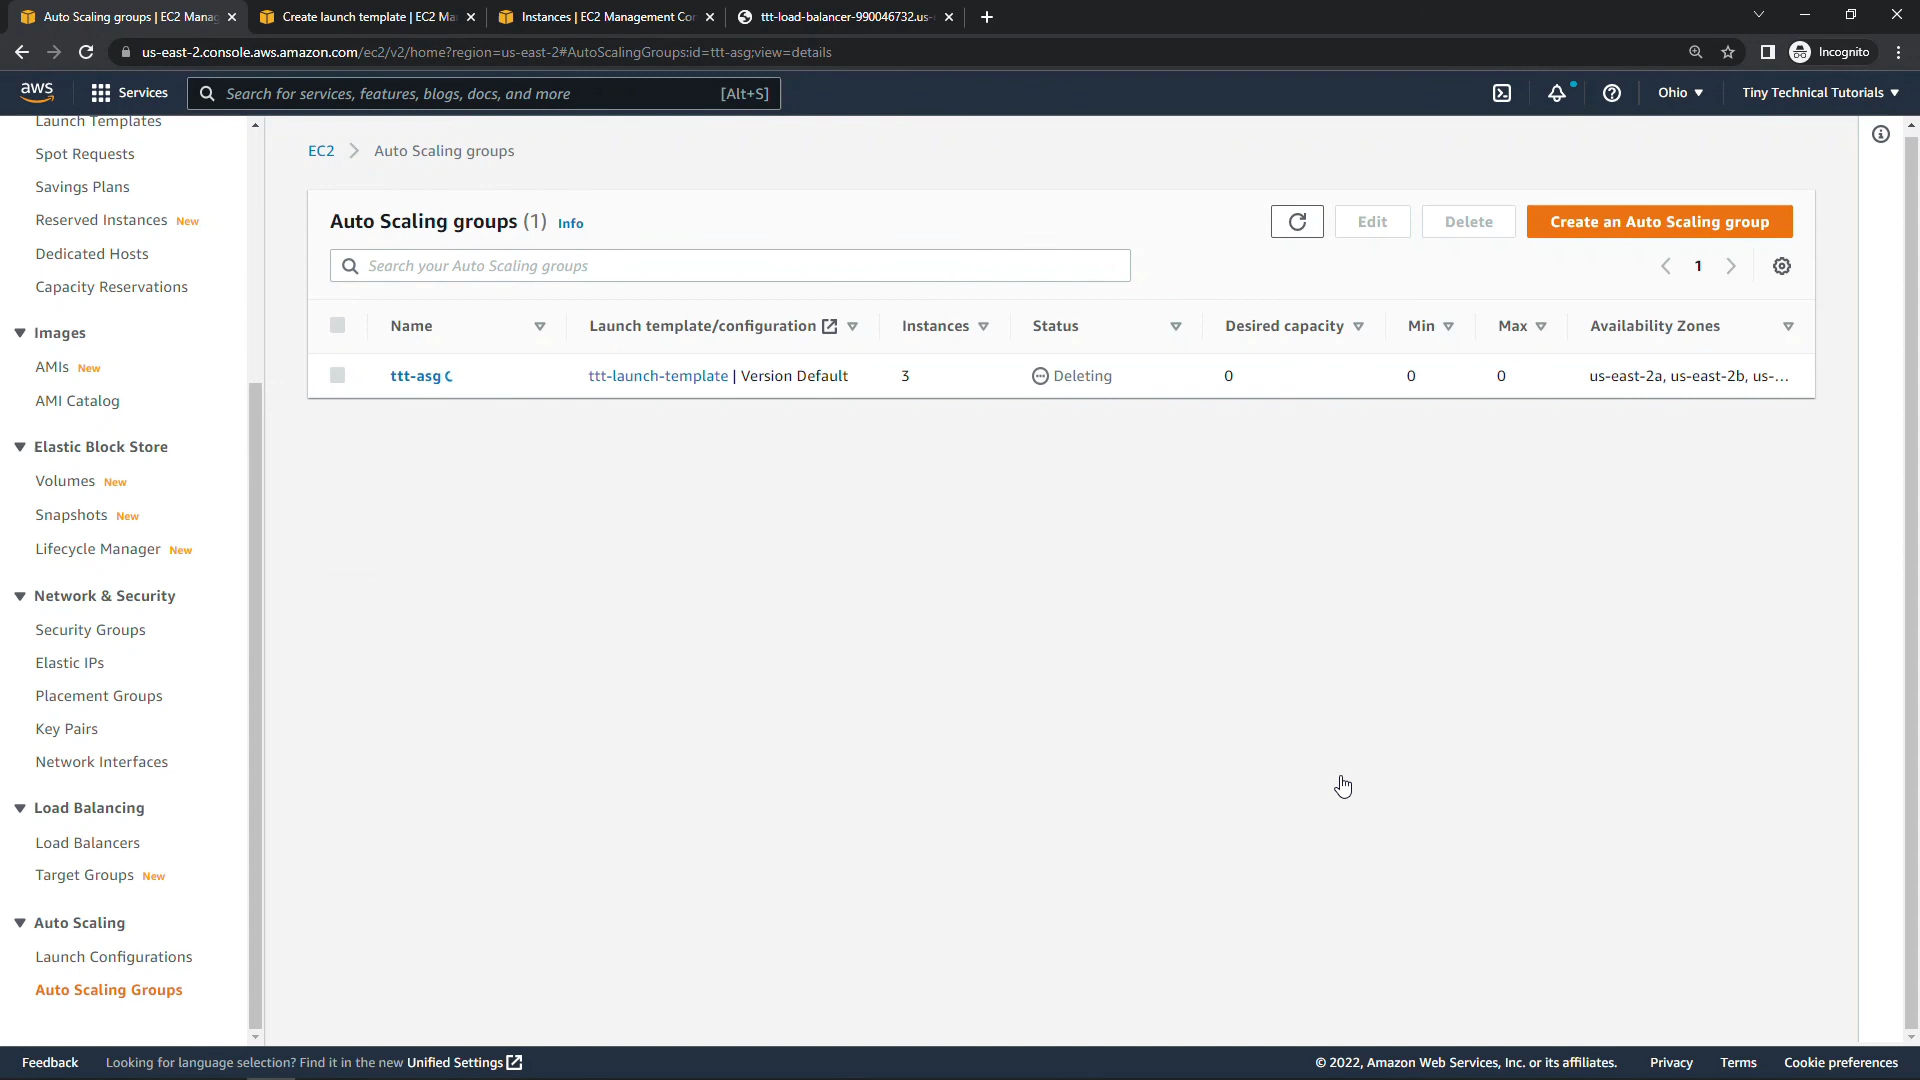 Auto Scaling groups | EC2 Manag
Create launch template | EC2 Ma
Instances | EC2 Management Co
ttt-load-balancer-990046732.us-
us-east-2.console.aws.amazon.com/ec2/v2/home?region=us-east-2#AutoScalingGroups:id=ttt-asg;view=details
Incognito
aws
Services
Search for services, features, blogs, docs, and more
[Alt+S]
Ohio
Tiny Technical Tutorials
Launch Templates
Spot Requests
Savings Plans
Reserved Instances New
Dedicated Hosts
Capacity Reservations
Images
AMIs New
AMI Catalog
Elastic Block Store
Volumes New
Snapshots New
Lifecycle Manager New
Network & Security
Security Groups
Elastic IPs
Placement Groups
Key Pairs
Network Interfaces
Load Balancing
Load Balancers
Target Groups New
Auto Scaling
Launch Configurations
Auto Scaling Groups
EC2 > Auto Scaling groups
Auto Scaling groups (1) Info
Edit
Delete
Create an Auto Scaling group
Search your Auto Scaling groups
1
Name
Launch template/configuration
Instances
Status
Desired capacity
Min
Max
Availability Zones
ttt-asg
ttt-launch-template | Version Default
3
Deleting
0
0
0
us-east-2a, us-east-2b, us-...
Feedback
Looking for language selection? Find it in the new Unified Settings
© 2022, Amazon Web Services, Inc. or its affiliates.
Privacy
Terms
Cookie preferences